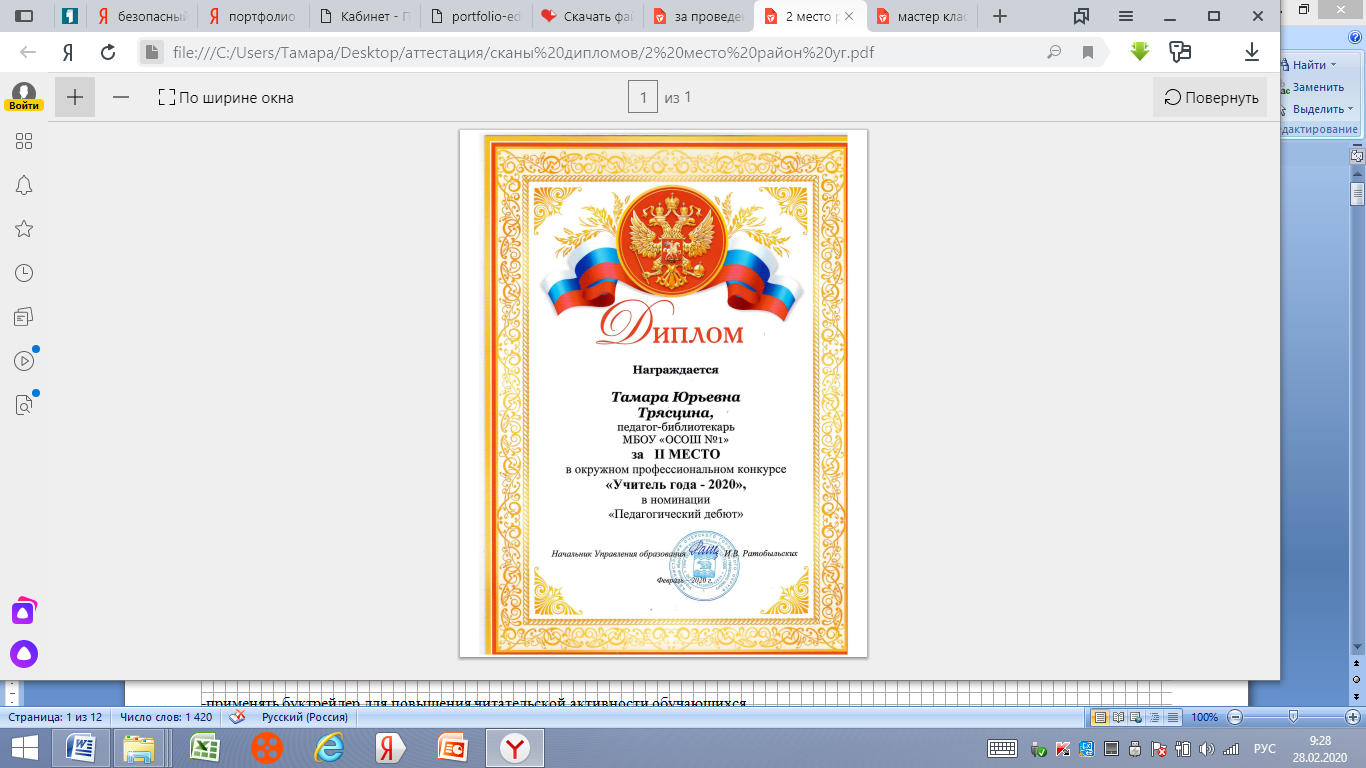 безопасный
портфолио
Кабинет - П
portfolio-ed
Скачать фа
за проведе
2 место р
мастер клас
file:///C:/Users/Тамара/Desktop/аттестация/сканы%20дипломов/2%20место%20район%20уг.pdf
Войти
По ширине окна
1 из 1
Повернуть
Найти
Заменить
Выделить
дактирование
Диплом
Награждается
Тамара Юрьевна
Трясцина,
педагог-библиотекарь
МБОУ «ОСОШ №1»
за II МЕСТО
в окружном профессиональном конкурсе
«Учитель года - 2020»,
в номинации
«Педагогический дебют»
Начальник Управления образования И.В. Ратобыльских
Февраль - 2020 г.
применять буктрейлер для повышения читательской активности обучающихся
Страница: 1 из 12
Число слов: 1 420
Русский (Россия)
100%
РУС
9:28
28.02.2020